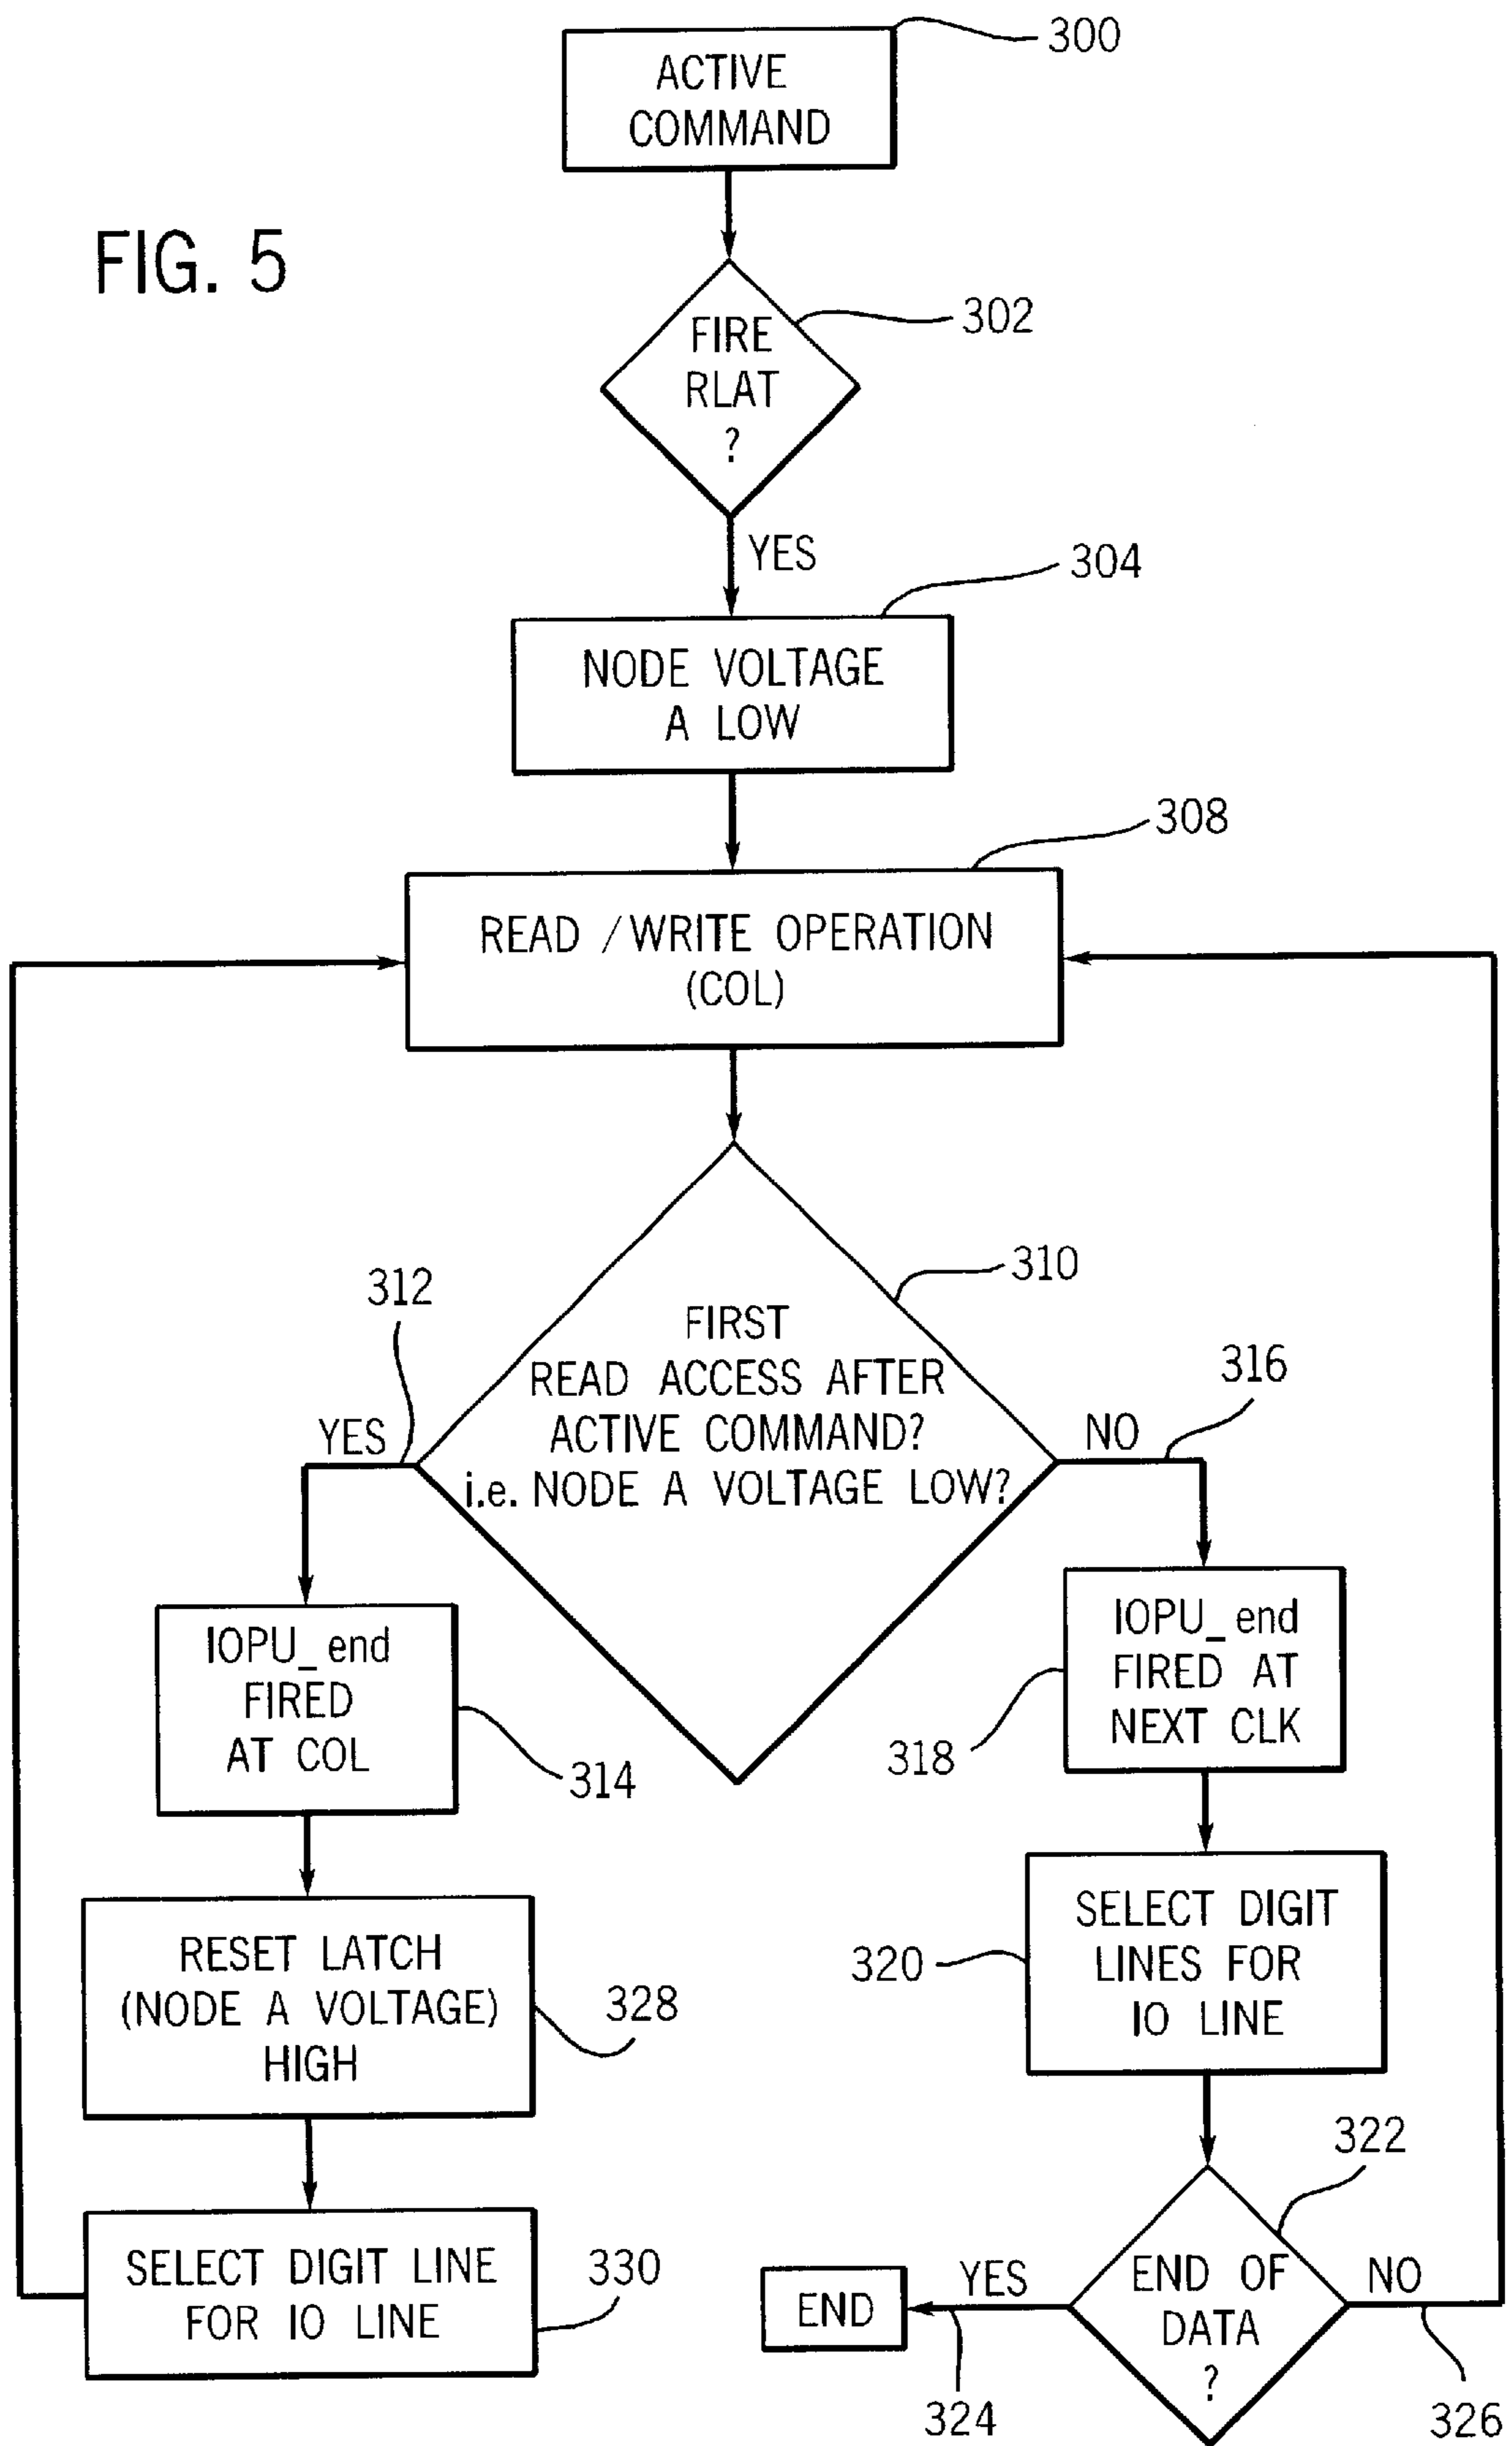 300
ACTIVE
COMMAND
FIG. 5
302
FIRE
RLAT
?
YES
304
NODE VOLTAGE
A LOW
308
READ /WRITE OPERATION
(COL)
310
312
FIRST
READ ACCESS AFTER
ACTIVE COMMAND?
i.e. NODE A VOLTAGE LOW?
YES
NO
316
IOPU_end
FIRED
AT COL
314
IOPU_end
FIRED AT
NEXT CLK
318
RESET LATCH
(NODE A VOLTAGE)
HIGH
328
SELECT DIGIT
LINES FOR
IO LINE
320
322
SELECT DIGIT LINE
FOR IO LINE
330
END
YES
END OF
DATA
?
NO
324
326